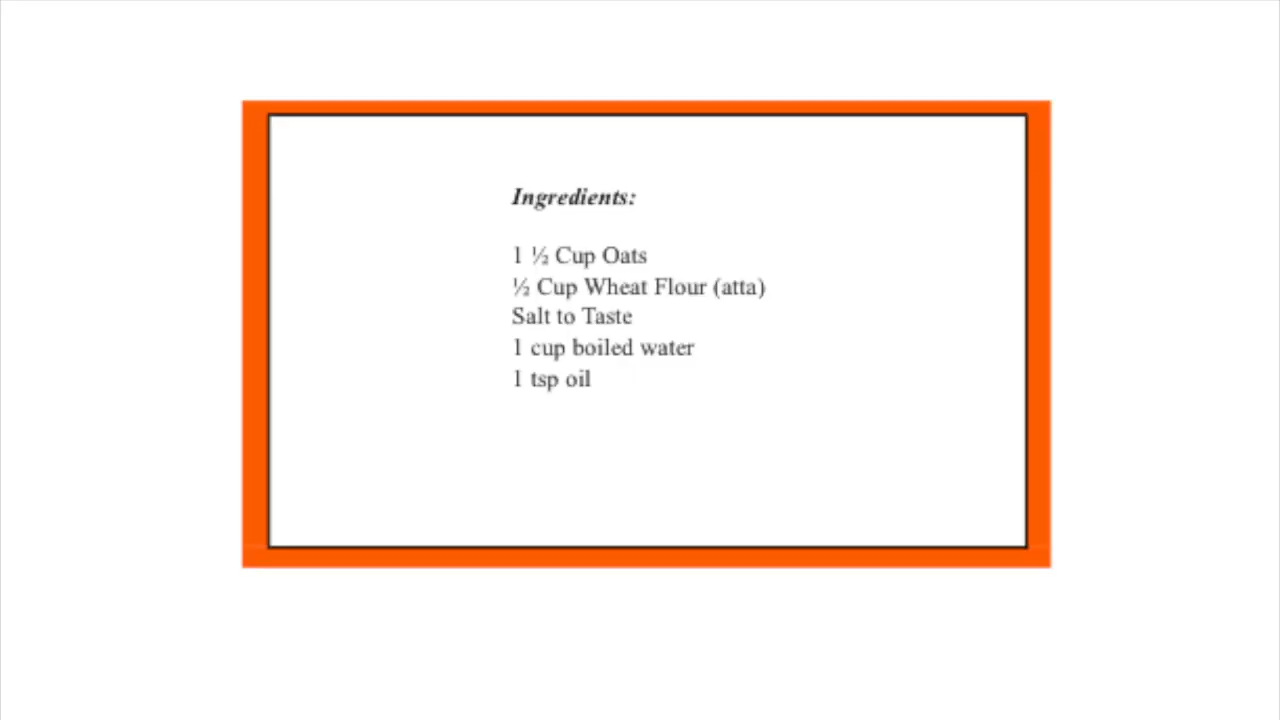 Ingredients:
1 ½ Cup Oats
½ Cup Wheat Flour (atta)
Salt to Taste
1 cup boiled water
1 tsp oil